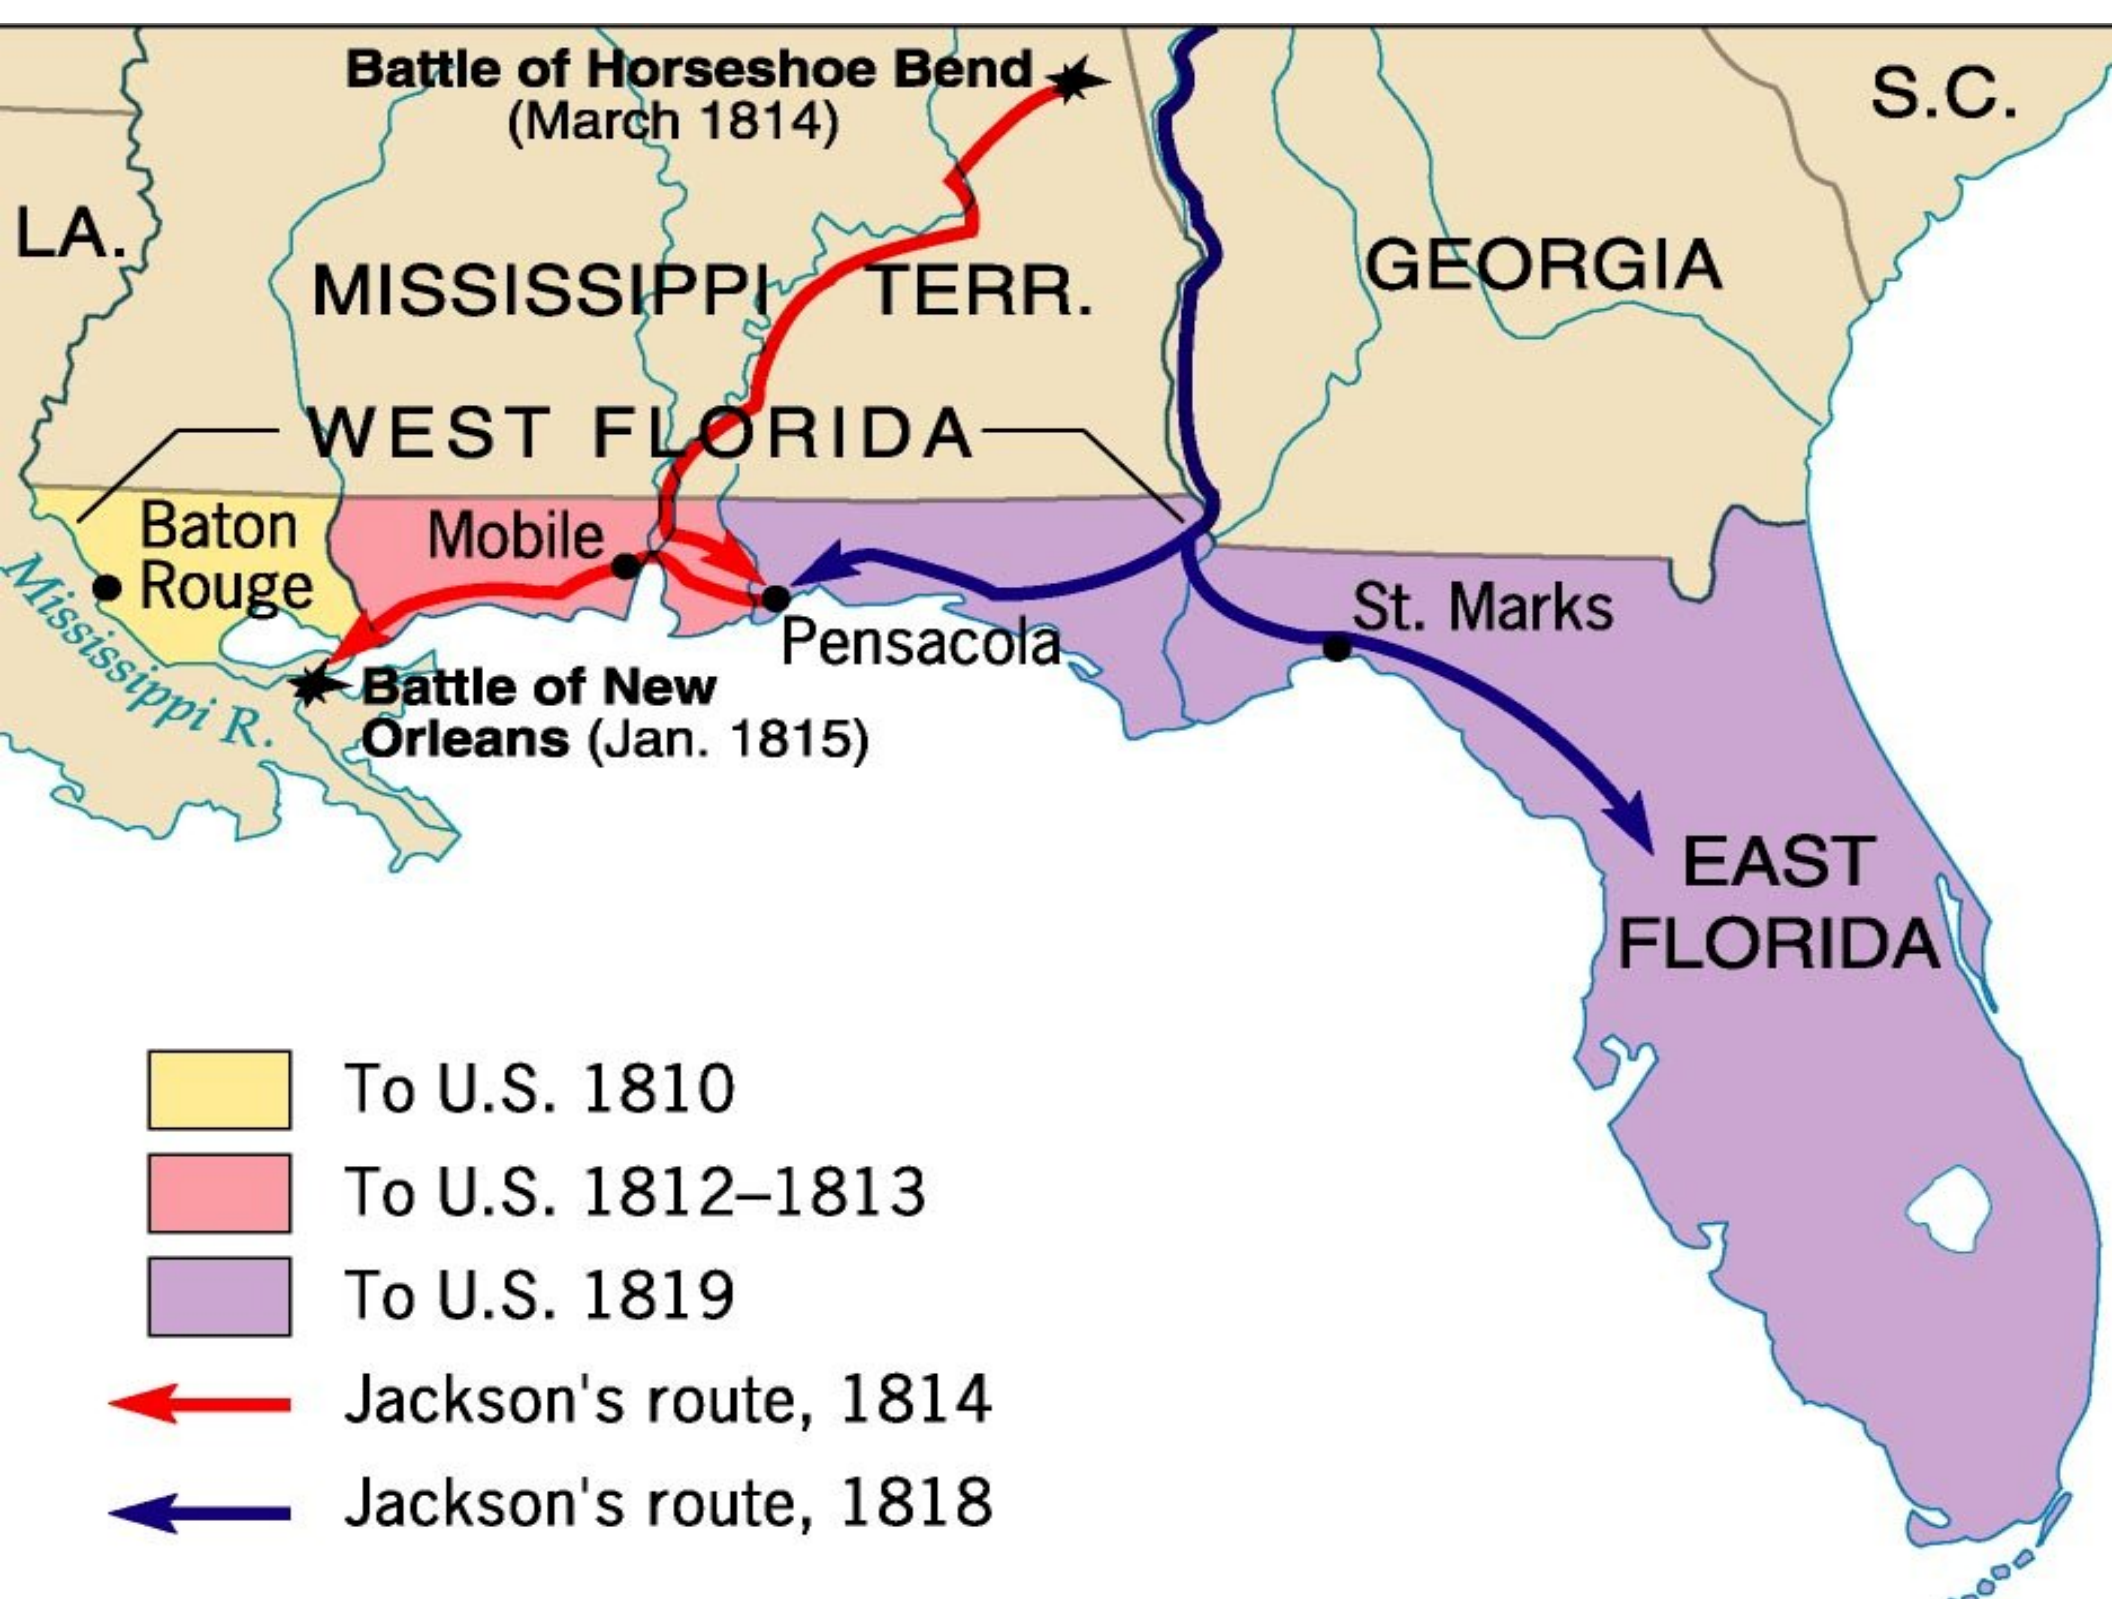 Battle of Horseshoe Bend
(March 1814)
S.C.
LA.
MISSISSIPPI TERR.
GEORGIA
WEST FLORIDA
Baton
Rouge
Mobile
Mississippi R.
Pensacola
St. Marks
Battle of New
Orleans (Jan. 1815)
EAST
FLORIDA
To U.S. 1810
To U.S. 1812–1813
To U.S. 1819
Jackson's route, 1814
Jackson's route, 1818